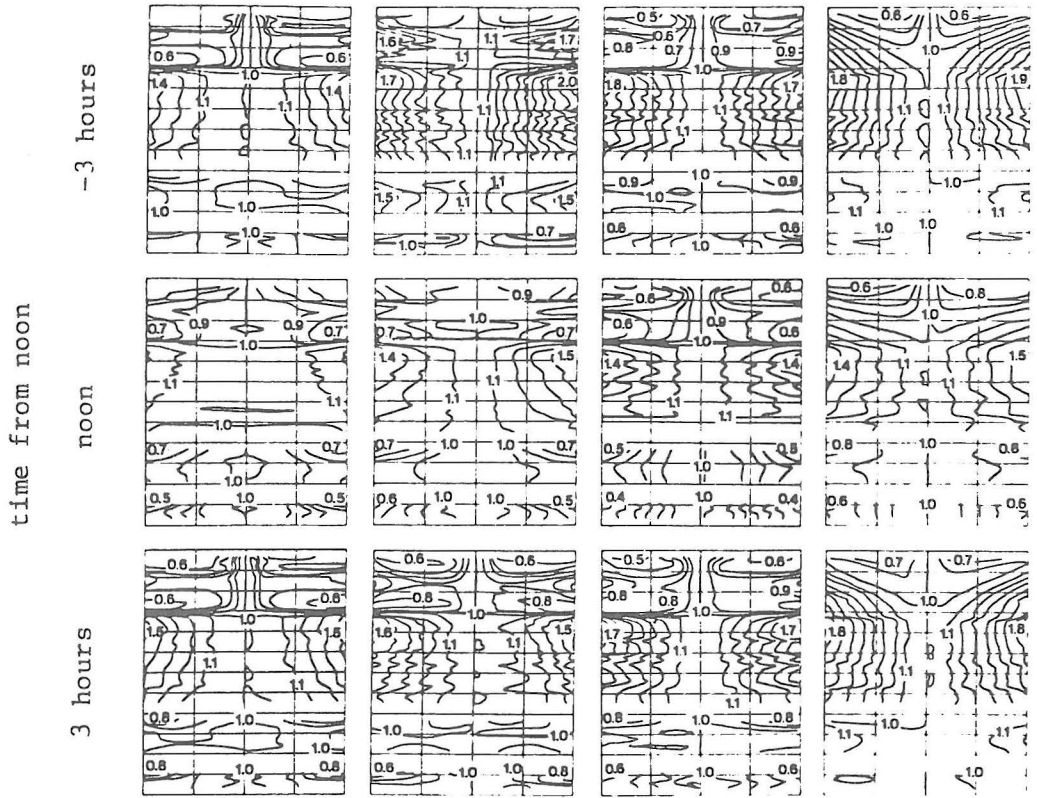 time from noon
-3 hours
0.5 0.6 0.6
0.7
1.6 1.1 1.7 0.8 0.6 0.7 0.9 1.0
0.6 0.6 1.1 0.9
1.0 1.0
1.4 1.4 1.7 2.0 1.8 1.7 1.8 1.9
1.1 1.1 1.1 1.1 1.1 1.1 1.1
1.1
1.1 0.9 1.0 0.9 1.0
1.0 1.0 1.5 1.1 1.5 1.1 1.1
1.0 1.0 0.7 0.6 1.0 0.6 1.0 1.0
noon
0.9 0.6 0.6 0.6 0.8
0.7 0.9 0.9 0.7 0.7 1.0 0.7 0.6 0.9 0.6 1.0
1.0 1.0
1.4 1.5 1.4 1.4 1.4 1.5
1.1 1.1 1.1 1.1 1.1
1.1 1.1 1.1 1.1 1.1
1.0 1.0 1.0
0.7 0.7 0.7 0.7 0.5 0.8 1.0
1.0 1.0
0.5 1.0 0.5 0.6 1.0 1.0 0.5 0.4 1.0 0.4 0.6 1.0 0.6
3 hours
0.6 0.6 0.6 0.5 0.6 0.7 0.7
0.8 0.8 0.8 0.8 0.9
1.0 1.0 1.0 1.0
1.6 1.5 1.7 1.7 1.8 1.8
1.1 1.1 1.1 1.1 1.1
1.1 1.1 1.1
0.8 1.0 0.8 1.0 1.0 0.8 1.0 0.8 1.0
1.0 1.0 1.1 1.1
0.8 1.0 0.8 0.8 1.0 0.8 0.6 1.0 0.6 1.0